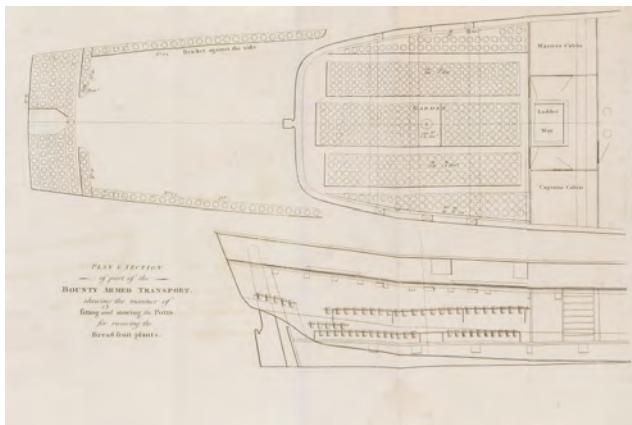 Bracket against the side
Masters Cabin
GARDEN
Ladder
Way
Captains Cabin
PLAN & SECTION
of part of the
BOUNTY ARMED TRANSPORT.
shewing the manner of
fitting and stowing the POTTS
for receiving the
Bread fruit plants.